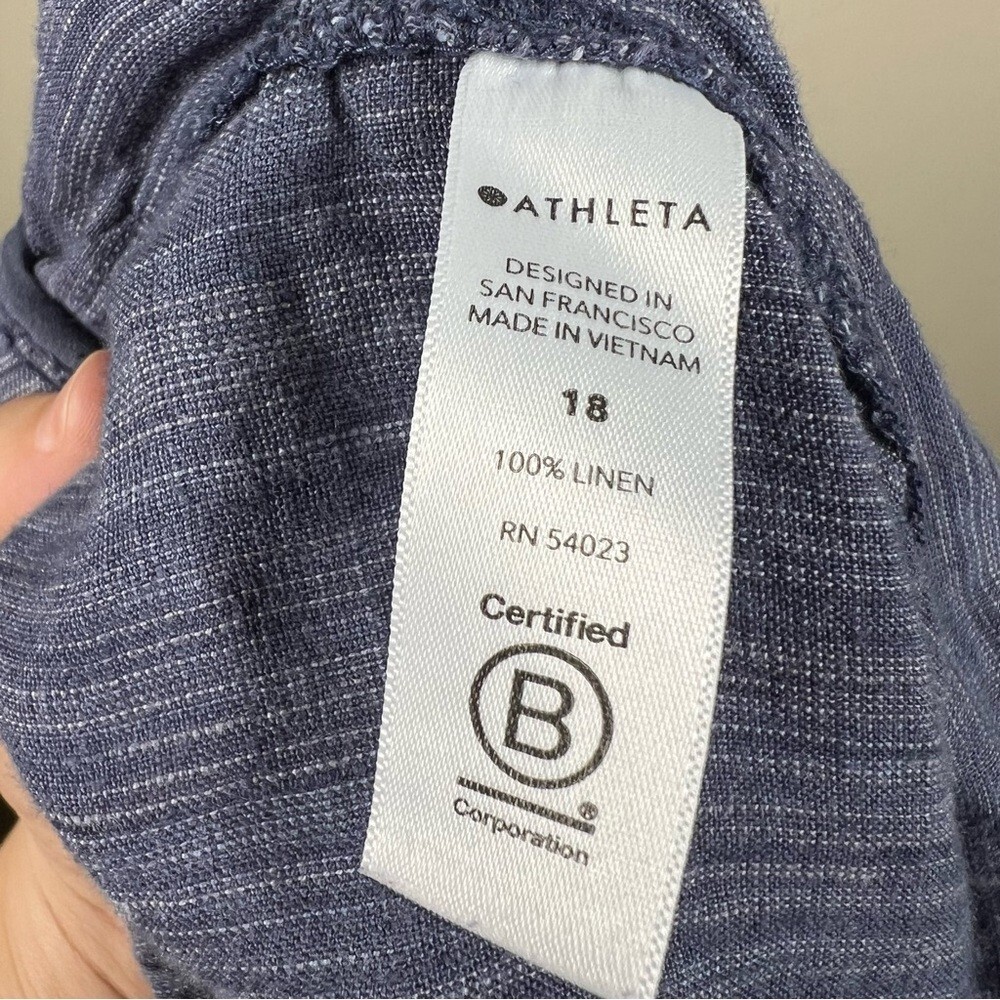 ATHLETA
DESIGNED IN
SAN FRANCISCO
MADE IN VIETNAM
18
100% LINEN
RN 54023
Certified
B
®
Corporation